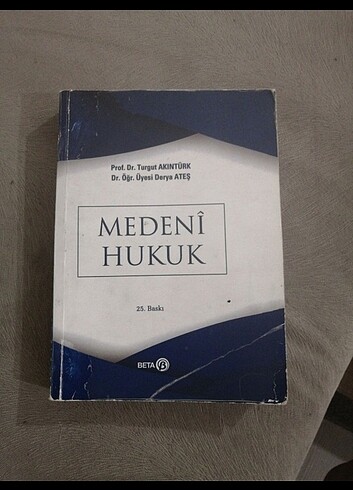 Prof. Dr. Turgut AKINTÜRK
Dr. Öğr. Üyesi Derya ATEŞ
MEDENÎ
HUKUK
25. Baskı
BETA